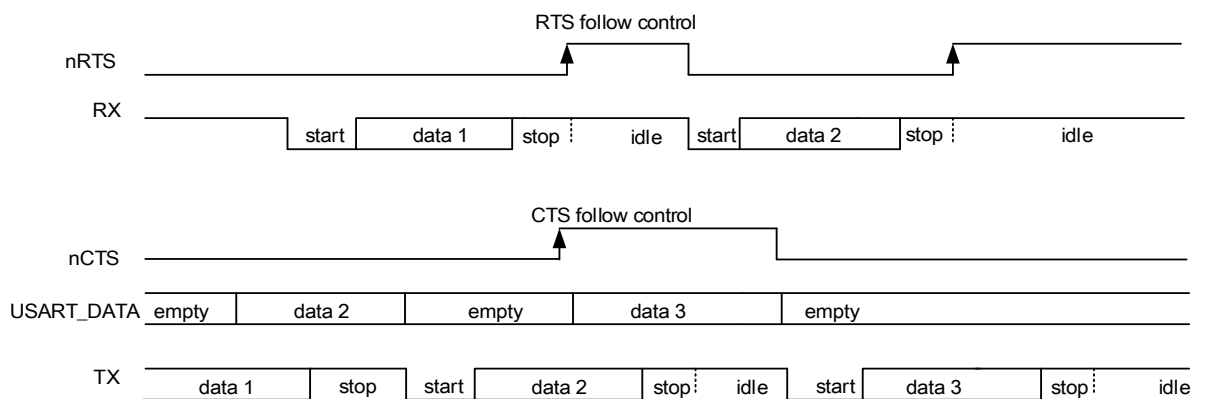 RTS follow control
nRTS
RX
start data 1 stop idle start data 2 stop idle
CTS follow control
nCTS
USART_DATA empty data 2 empty data 3 empty
TX data 1 stop start data 2 stop idle start data 3 stop idle